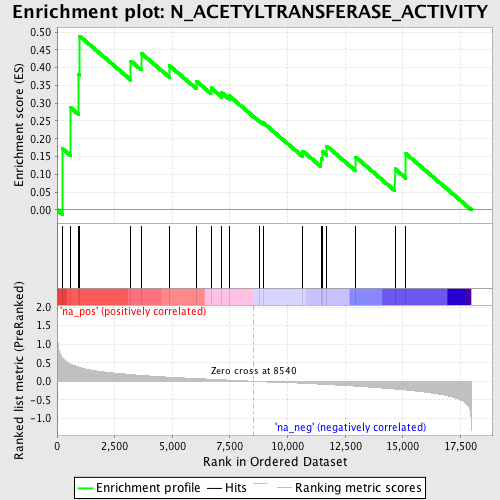 Enrichment plot: N_ACETYLTRANSFERASE_ACTIVITY
Enrichment score (ES)
0.50
0.45
0.40
0.35
0.30
0.25
0.20
0.15
0.10
0.05
0.00
'na_pos' (positively correlated)
Ranked list metric (PreRanked)
2.0
1.5
1.0
0.5
0.0
-0.5
-1.0
Zero cross at 8540
'na_neg' (negatively correlated)
0 2,500 5,000 7,500 10,000 12,500 15,000 17,500
Rank in Ordered Dataset
Enrichment profile Hits Ranking metric scores